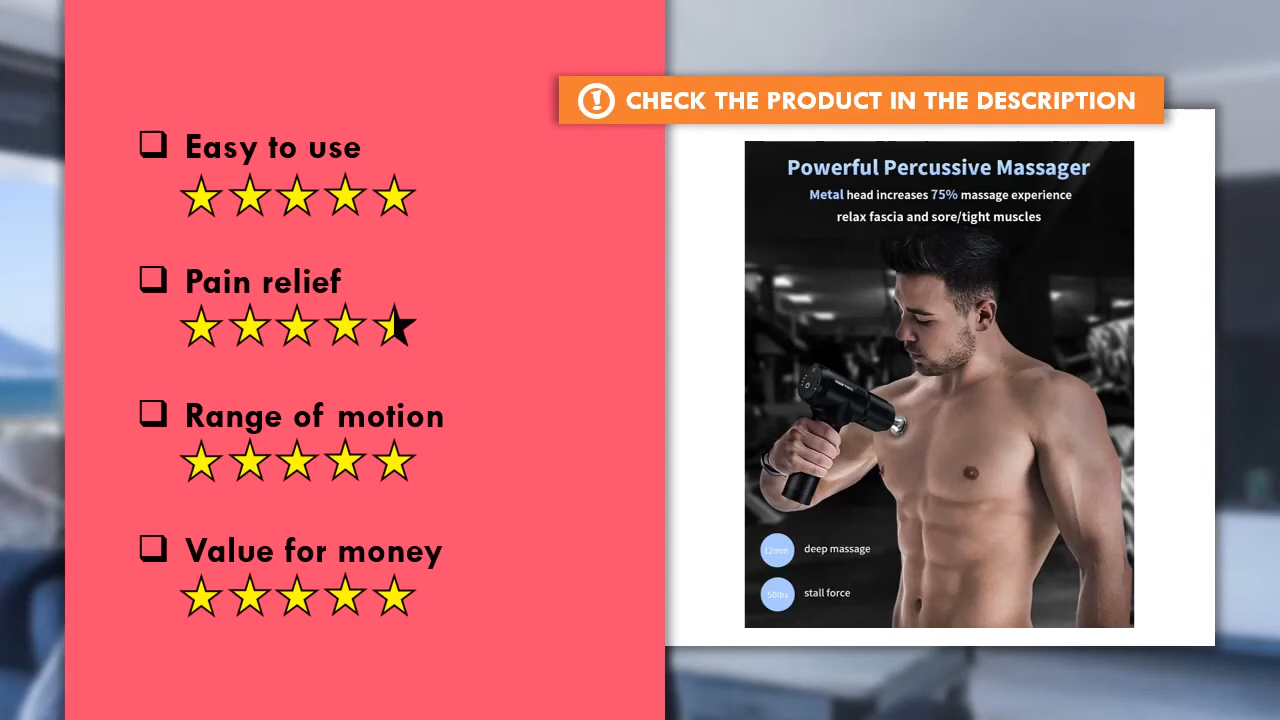 CHECK THE PRODUCT IN THE DESCRIPTION
Easy to use
Pain relief
Range of motion
Value for money
Powerful Percussive Massager
Metal head increases 75% massage experience
relax fascia and sore/tight muscles
12mm deep massage
50lbs stall force